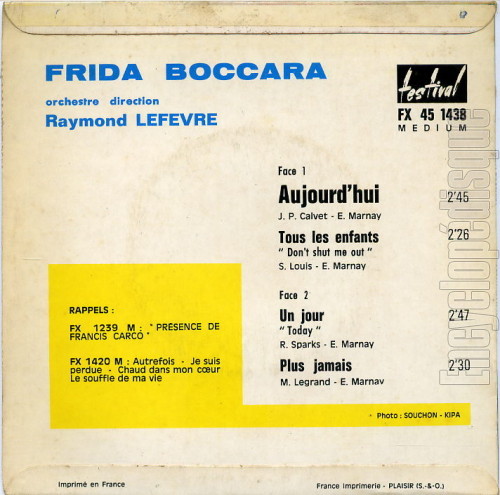 FRIDA BOCCARA
orchestre direction
Raymond LEFEVRE
festival
FX 45 1438
MEDIUM
Face 1
Aujourd'hui 2'45
J. P. Calvet - E. Marnay
Tous les enfants 2'26
" Don't shut me out "
S. Louis - E. Marnay
Face 2
Un jour 2'47
" Today "
R. Sparks - E. Marnay
Plus jamais 2'30
M. Legrand - E. Marnay
RAPPELS :
FX 1239 M : " PRÉSENCE DE
FRANCIS CARCO "
FX 1420 M : Autrefois - Je suis
perdue - Chaud dans mon cœur
Le souffle de ma vie
Photo : SOUCHON - KIPA
Imprimé en France
France Imprimerie - PLAISIR (S.-&-O.)
Encyclopédisque